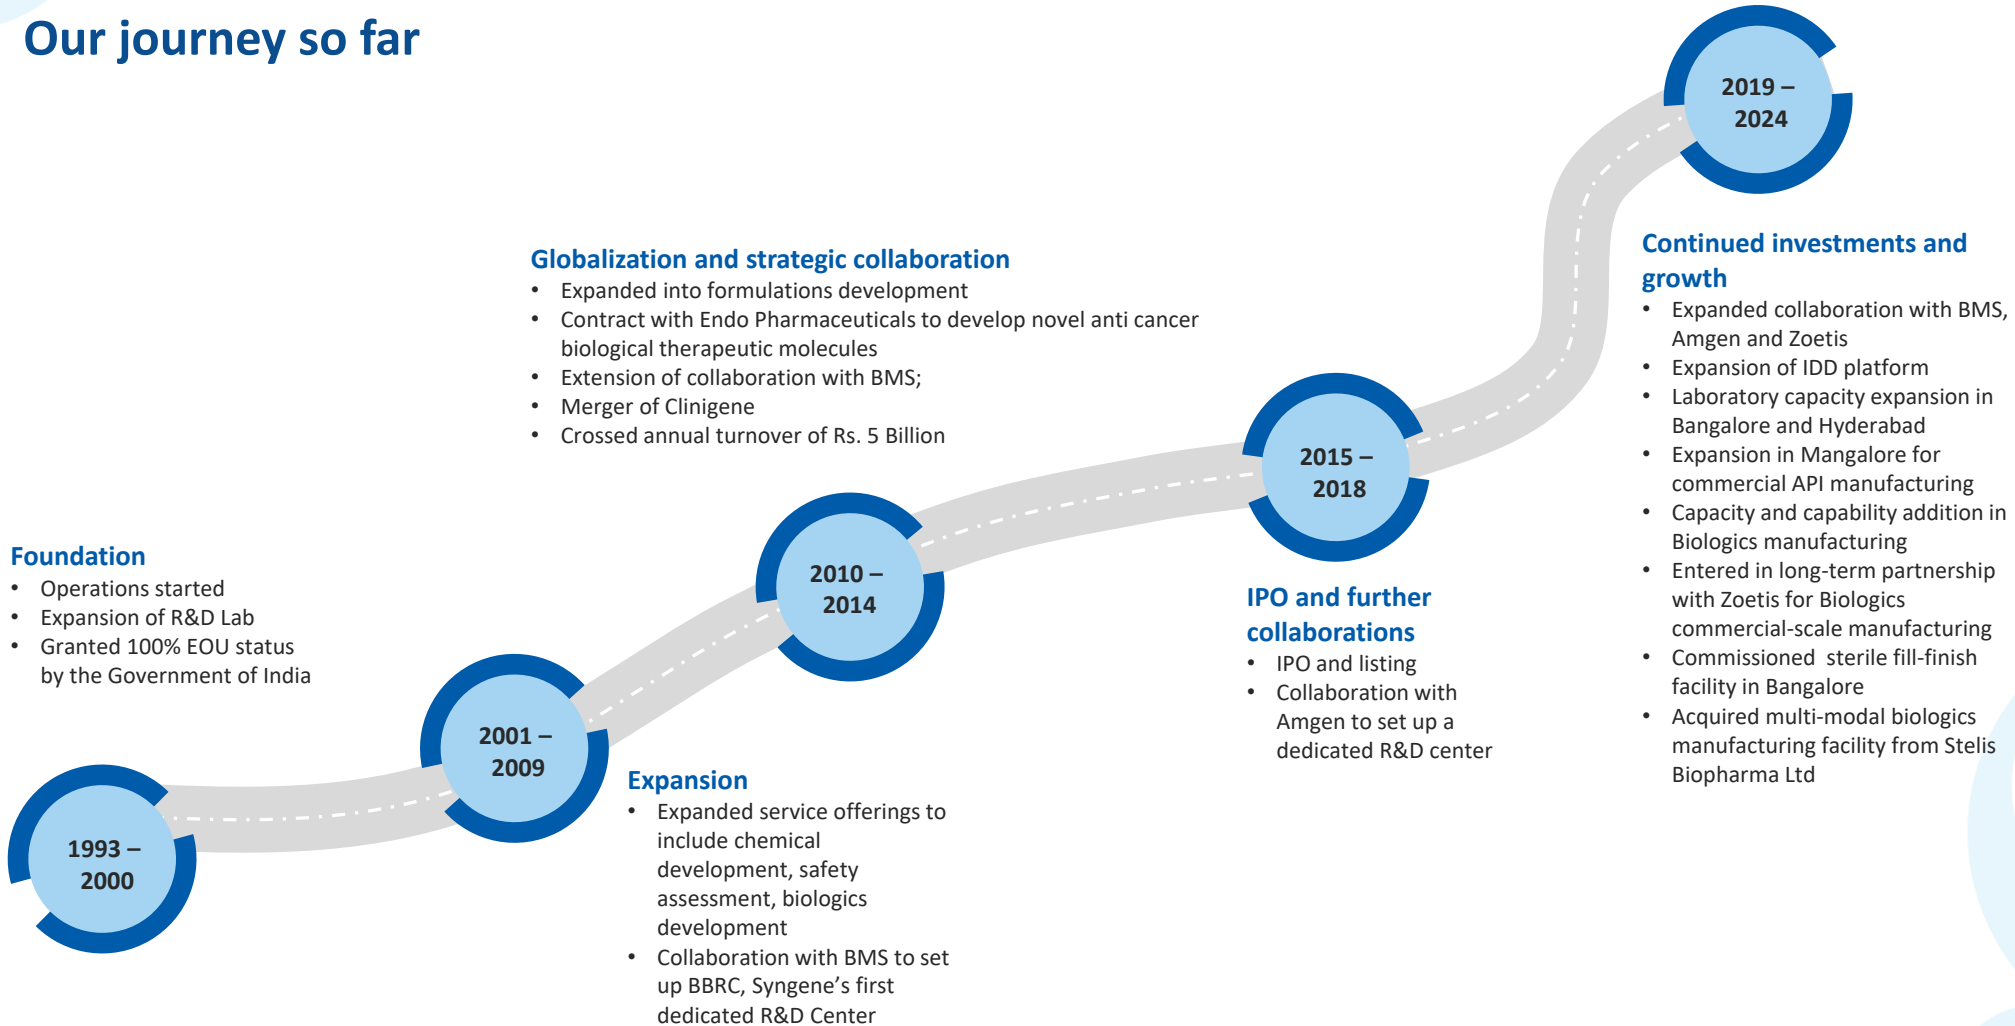 Our journey so far
1993 –
2000
Foundation
• Operations started
• Expansion of R&D Lab
• Granted 100% EOU status
by the Government of India
2001 –
2009
Expansion
• Expanded service offerings to
include chemical
development, safety
assessment, biologics
development
• Collaboration with BMS to set
up BBRC, Syngene’s first
dedicated R&D Center
2010 –
2014
Globalization and strategic collaboration
• Expanded into formulations development
• Contract with Endo Pharmaceuticals to develop novel anti cancer
biological therapeutic molecules
• Extension of collaboration with BMS;
• Merger of Clinigene
• Crossed annual turnover of Rs. 5 Billion
2015 –
2018
IPO and further
collaborations
• IPO and listing
• Collaboration with
Amgen to set up a
dedicated R&D center
2019 –
2024
Continued investments and
growth
• Expanded collaboration with BMS,
Amgen and Zoetis
• Expansion of IDD platform
• Laboratory capacity expansion in
Bangalore and Hyderabad
• Expansion in Mangalore for
commercial API manufacturing
• Capacity and capability addition in
Biologics manufacturing
• Entered in long-term partnership
with Zoetis for Biologics
commercial-scale manufacturing
• Commissioned sterile fill-finish
facility in Bangalore
• Acquired multi-modal biologics
manufacturing facility from Stelis
Biopharma Ltd